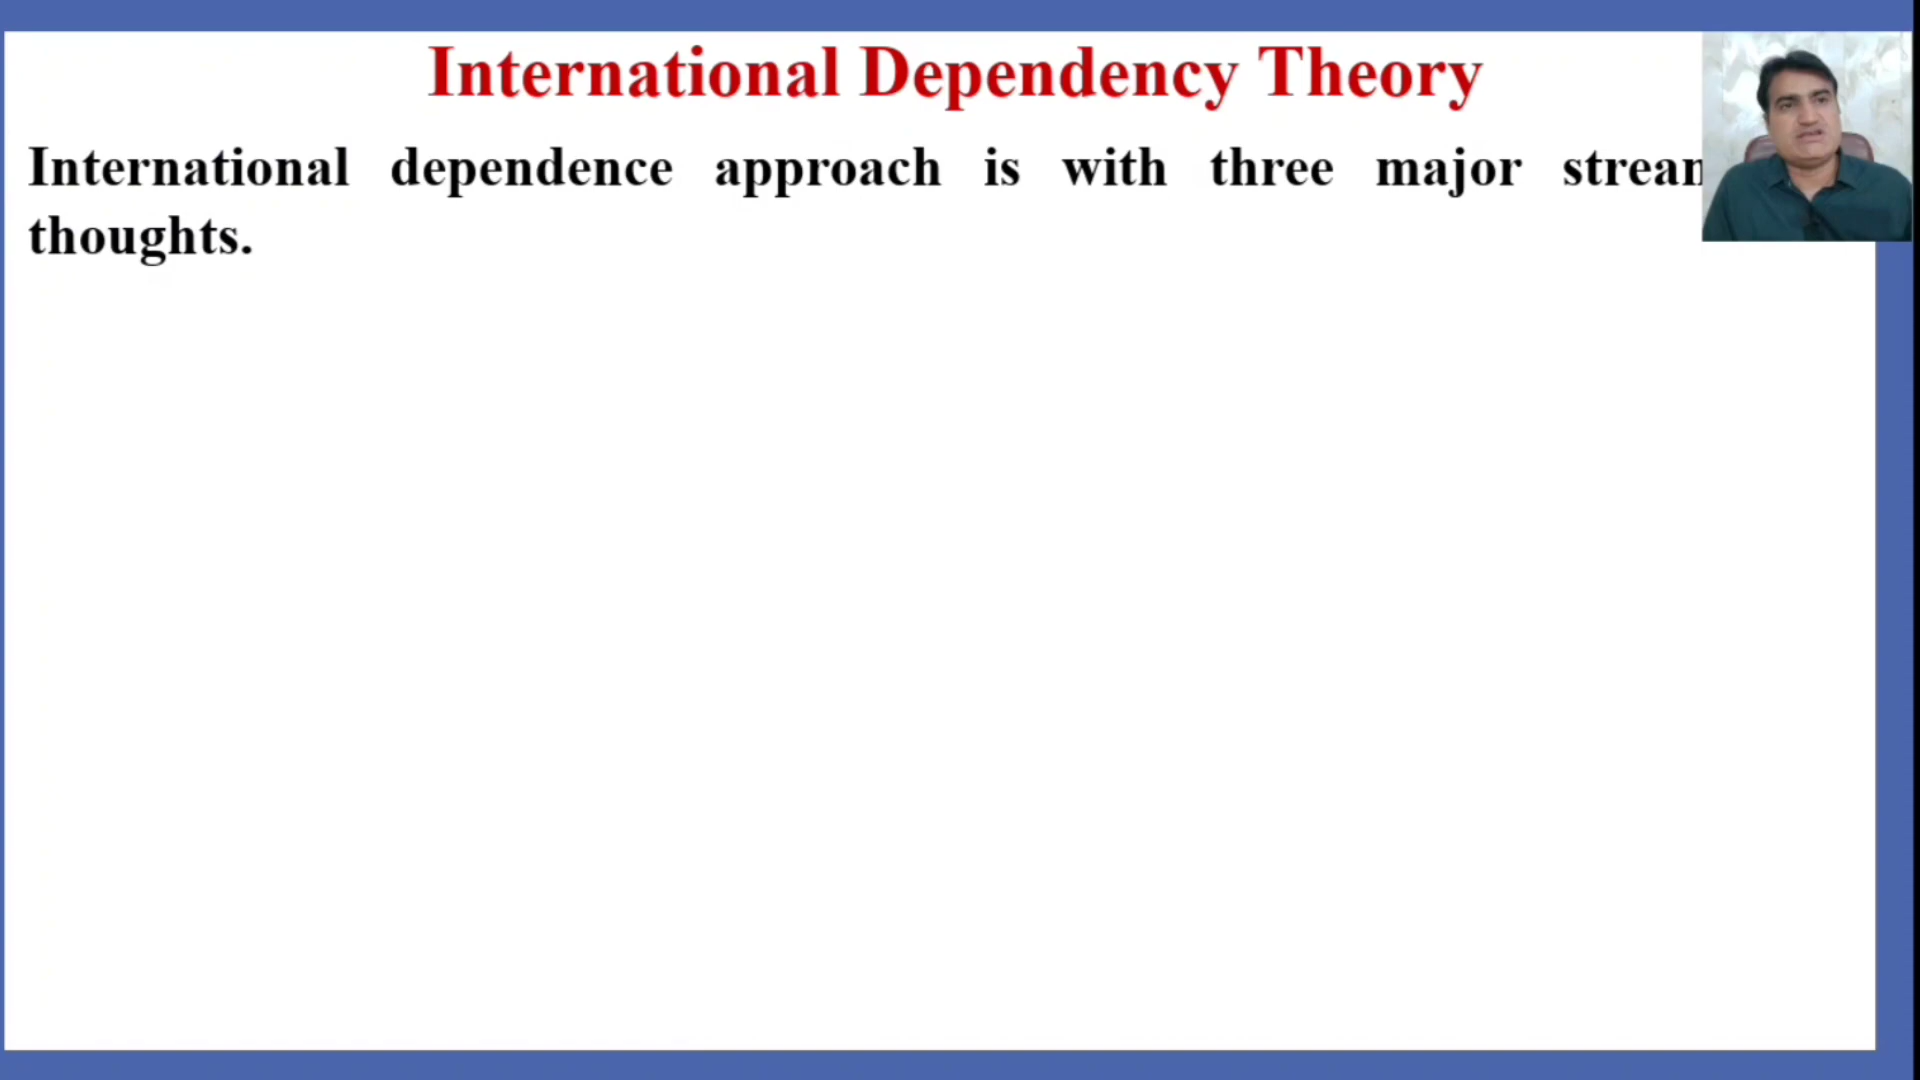 International Dependency Theory
International dependence approach is with three major
thoughts.